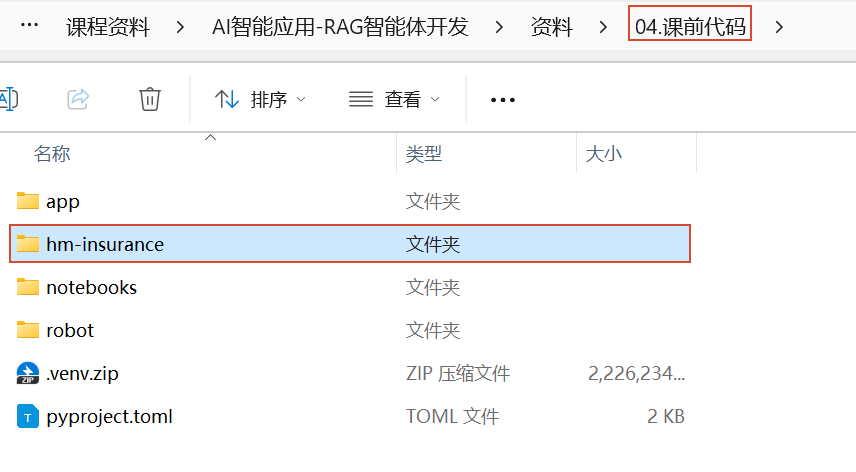 … 课程资料 > AI智能应用-RAG智能体开发 > 资料 > 04.课前代码 >
排序 查看
名称 类型 大小
app 文件夹
hm-insurance 文件夹
notebooks 文件夹
robot 文件夹
.venv.zip ZIP 压缩文件 2,226,234...
pyproject.toml TOML 文件 2 KB